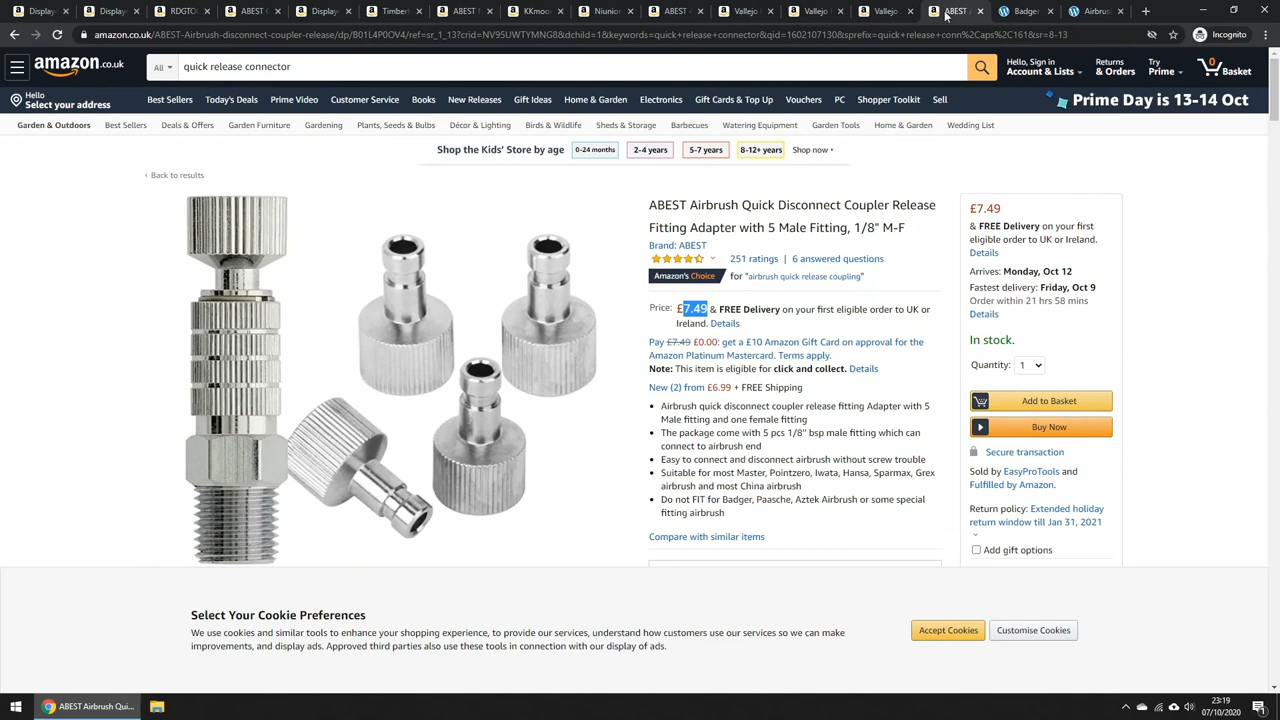 Display
Display
RDGTO
Display
Timber
ABEST
KKmoo
Nunior
ABEST
Vallejo
Vallejo
Vallejo
ABEST
Badger
Airbrus
amazon.co.uk/ABEST-Airbrush-disconnect-coupler-release/dp/B01L4P0OV4/ref=sr_1_13?crid=NV95UWTYMNG8&dchild=1&keywords=quick+release+connector&qid=1602107130&sprefix=quick+release+conn%2Caps%2C161&sr=8-13
Incognito
amazon.co.uk
All
quick release connector
Hello, Sign in
Account & Lists
Returns
& Orders
Try
Prime
0
Basket
Hello
Select your address
Best Sellers Today's Deals Prime Video Customer Service Books New Releases Gift Ideas Home & Garden Electronics Gift Cards & Top Up Vouchers PC Shopper Toolkit Sell
Prime Day is 13-14 Oct
Garden & Outdoors Best Sellers Deals & Offers Garden Furniture Gardening Plants, Seeds & Bulbs Décor & Lighting Birds & Wildlife Sheds & Storage Barbecues Watering Equipment Garden Tools Home & Garden Wedding List
Shop the Kids' Store by age 0-24 months 2-4 years 5-7 years 8-12+ years Shop now
‹ Back to results
ABEST Airbrush Quick Disconnect Coupler Release
Fitting Adapter with 5 Male Fitting, 1/8" M-F
Brand: ABEST
251 ratings | 6 answered questions
Amazon's Choice for "airbrush quick release coupling"
Price: £7.49 & FREE Delivery on your first eligible order to UK or
Ireland. Details
Pay £7.49 £0.00: get a £10 Amazon Gift Card on approval for the
Amazon Platinum Mastercard. Terms apply.
Note: This item is eligible for click and collect. Details
New (2) from £6.99 + FREE Shipping
• Airbrush quick disconnect coupler release fitting Adapter with 5
Male fitting and one female fitting
• The package come with 5 pcs 1/8" bsp male fitting which can
connect to airbrush end
• Easy to connect and disconnect airbrush without screw trouble
• Suitable for most Master, Pointzero, Iwata, Hansa, Sparmax, Grex
airbrush and most China airbrush
• Do not FIT for Badger, Paasche, Aztek Airbrush or some special
fitting airbrush
Compare with similar items
£7.49
& FREE Delivery on your first
eligible order to UK or Ireland.
Details
Arrives: Monday, Oct 12
Fastest delivery: Friday, Oct 9
Order within 21 hrs 58 mins
Details
In stock.
Quantity: 1
Add to Basket
Buy Now
Secure transaction
Sold by EasyProTools and
Fulfilled by Amazon.
Return policy: Extended holiday
return window till Jan 31, 2021
Add gift options
Select Your Cookie Preferences
We use cookies and similar tools to enhance your shopping experience, to provide our services, understand how customers use our services so we can make
improvements, and display ads. Approved third parties also use these tools in connection with our display of ads.
Accept Cookies
Customise Cookies
ABEST Airbrush Qui...
23:19
07/10/2020
1